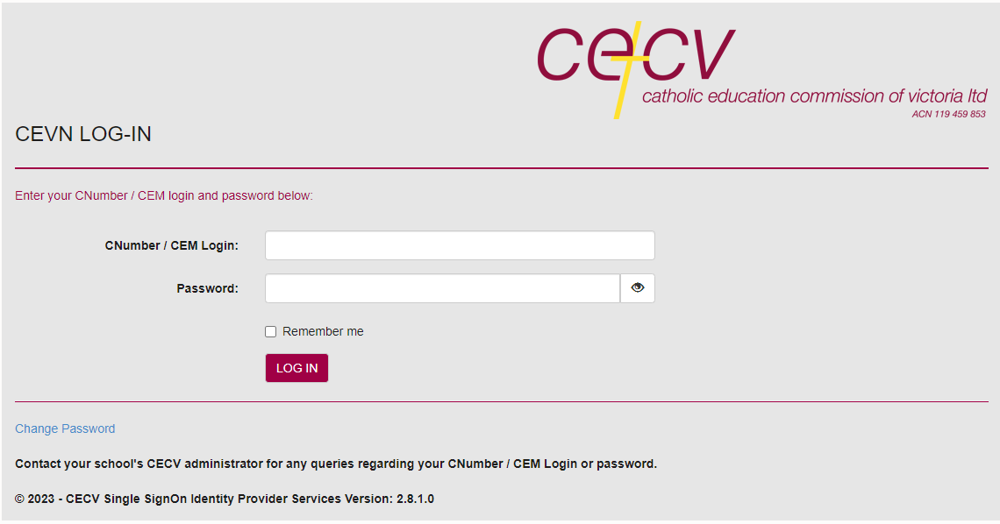 cecv
catholic education commission of victoria ltd
ACN 119 459 853
CEVN LOG-IN
Enter your CNumber / CEM login and password below:
CNumber / CEM Login:
Password:
Remember me
LOG IN
Change Password
Contact your school's CECV administrator for any queries regarding your CNumber / CEM Login or password.
© 2023 - CECV Single SignOn Identity Provider Services Version: 2.8.1.0